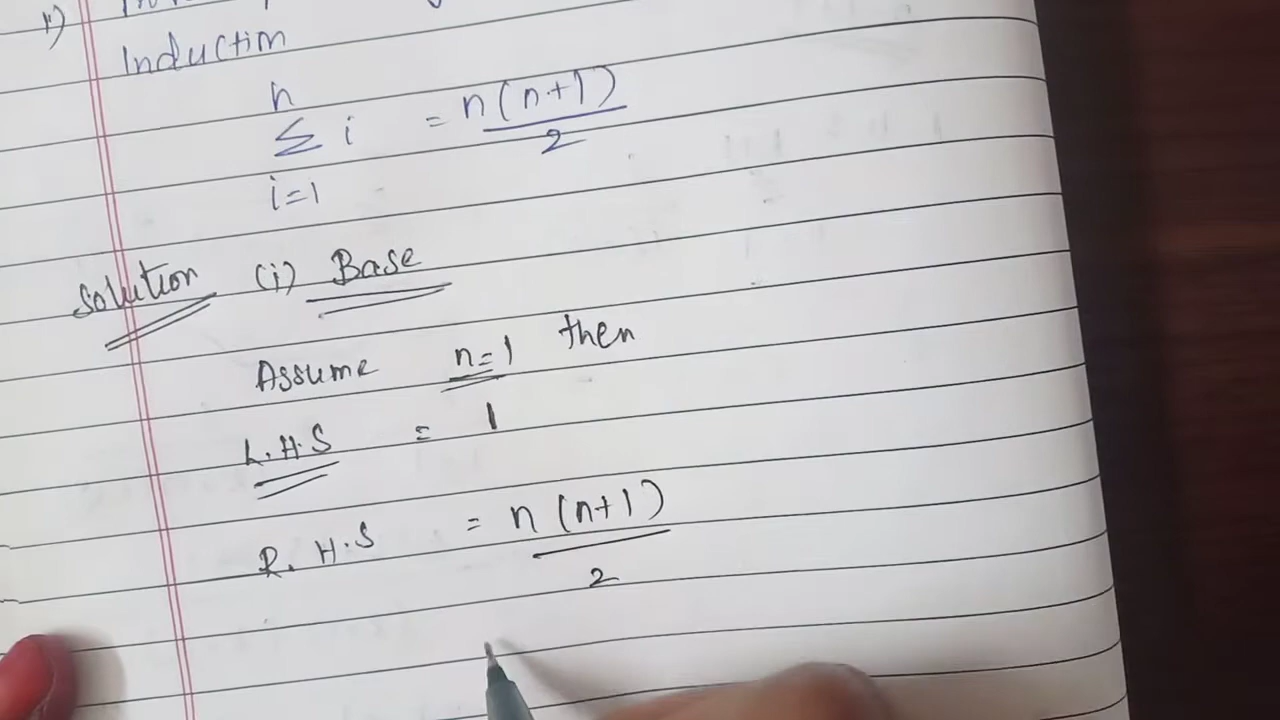 Induction
n
Σ i = n(n+1)
2
i=1
Solution (i) Base
Assume n=1 then
L.H.S = 1
R.H.S = n (n+1)
2